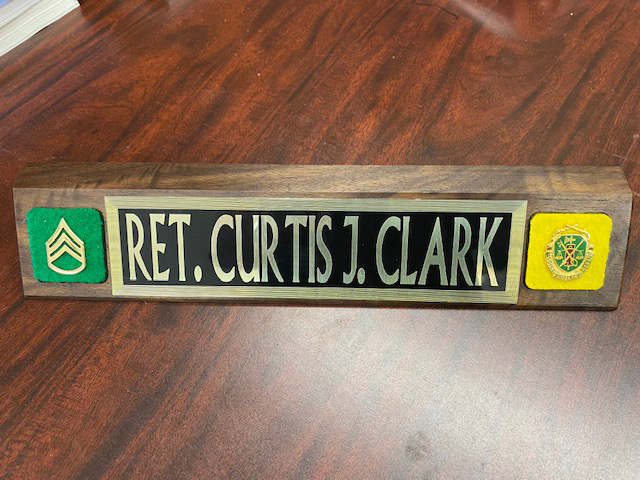 RET. CURTIS J. CLARK